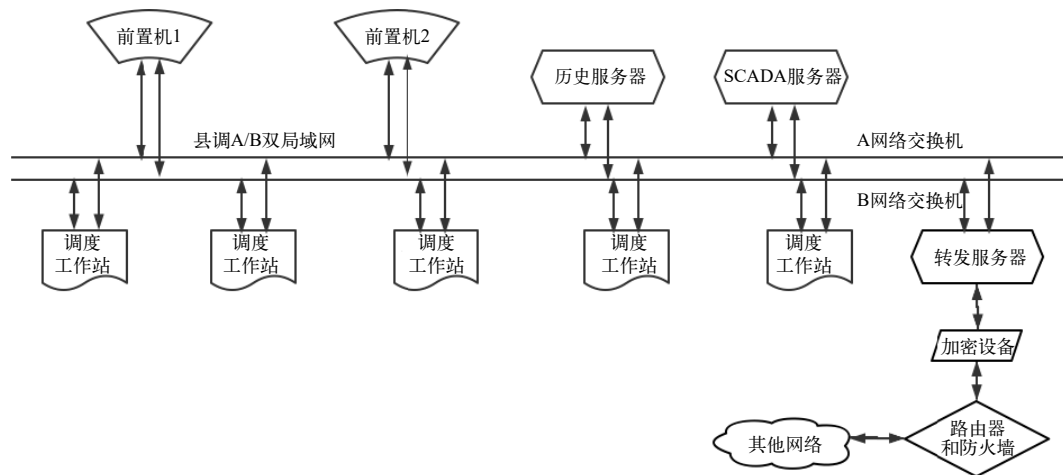 前置机1
前置机2
历史服务器
SCADA服务器
县调A/B双局域网
A网络交换机
B网络交换机
调度
工作站
调度
工作站
调度
工作站
调度
工作站
调度
工作站
转发服务器
加密设备
路由器
和防火墙
其他网络